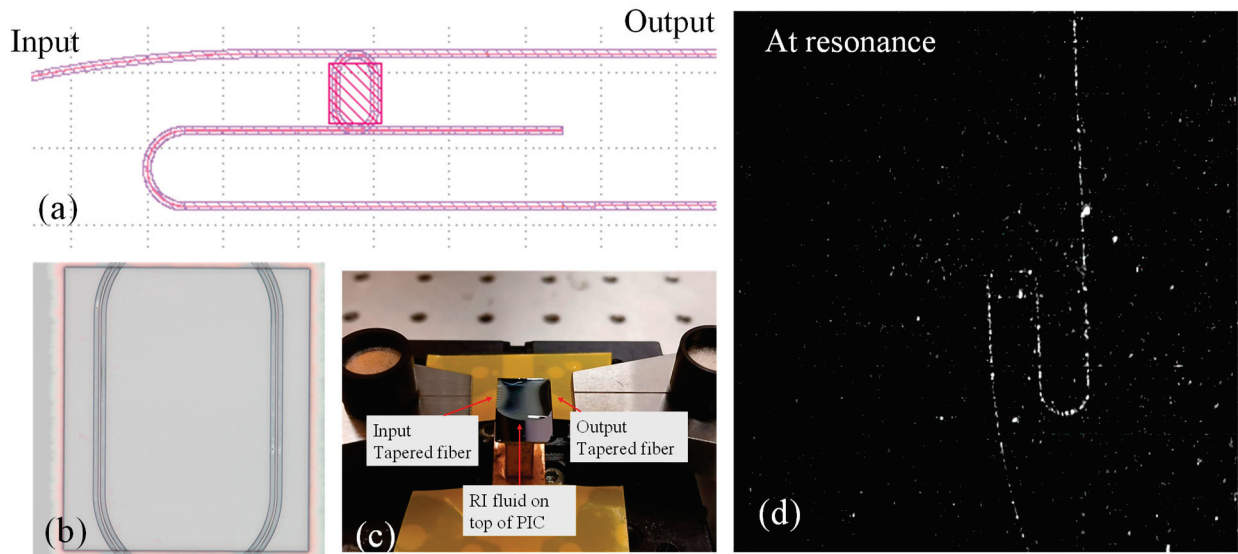 Input
Output
(a)
(b)
Input
Tapered fiber
Output
Tapered fiber
RI fluid on
top of PIC
(c)
At resonance
(d)